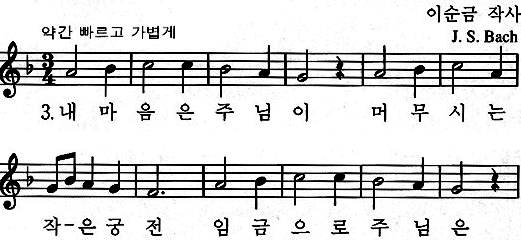 이순금 작사
약간 빠르고 가볍게
J. S. Bach
3. 내 마 음 은 주 님 이 머 무 시 는
작 - 은 궁 전 임 금 으 로 주 님 은